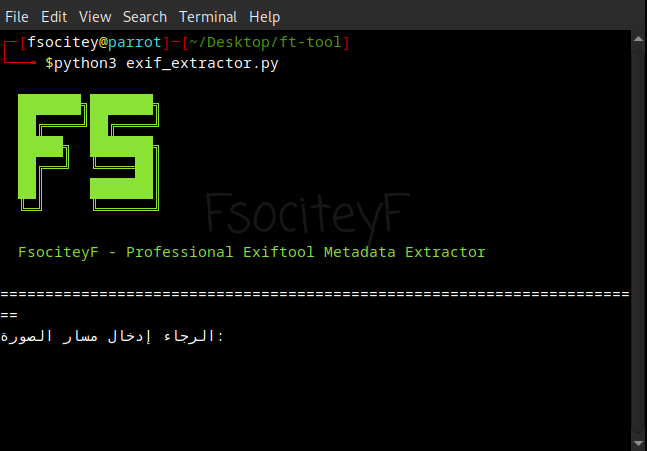 File Edit View Search Terminal Help
┌─[fsocitey@parrot]─[~/Desktop/ft-tool]
└──╼ $python3 exif_extractor.py
FS
FsociteyF
FsociteyF - Professional Exiftool Metadata Extractor
======================================================================
==
الرجاء إدخال مسار الصورة: